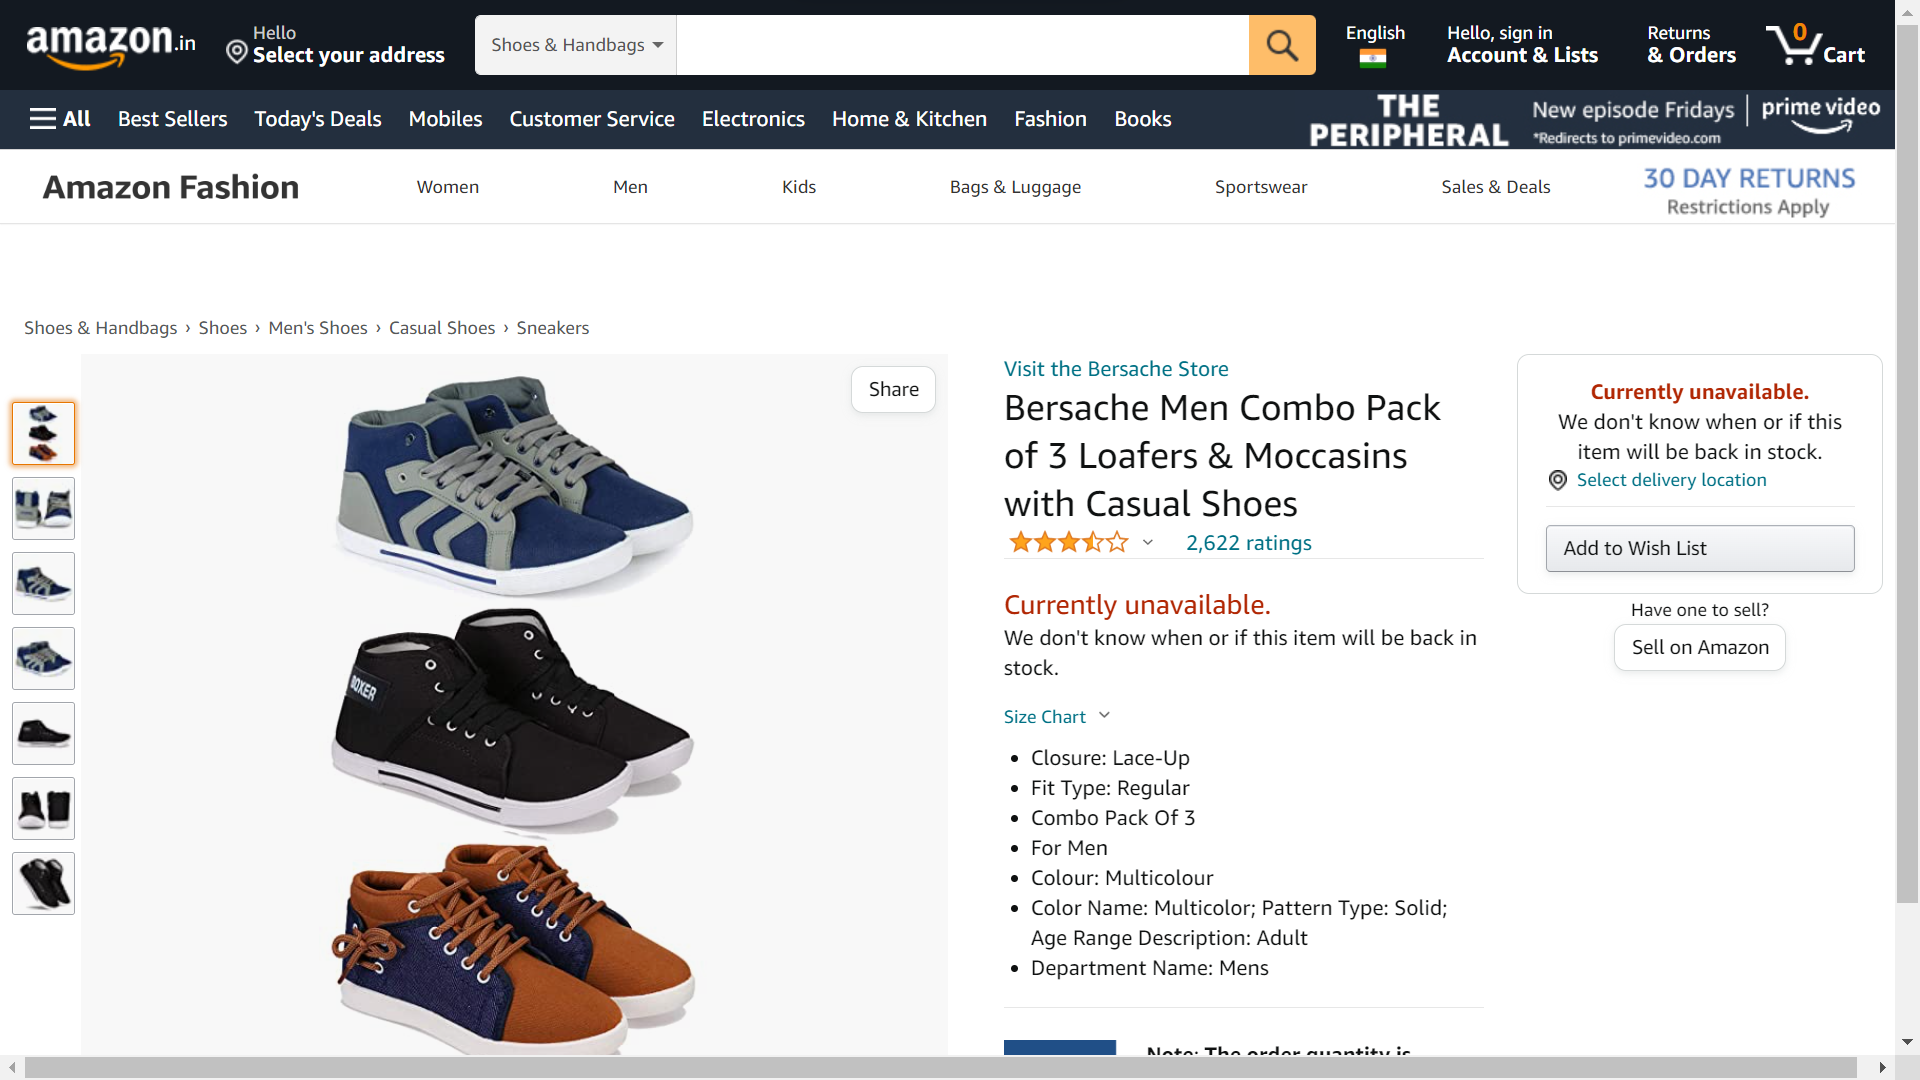 amazon.in
Hello
Select your address
Shoes & Handbags
English
Hello, sign in
Account & Lists
Returns
& Orders
0
Cart
All
Best Sellers
Today's Deals
Mobiles
Customer Service
Electronics
Home & Kitchen
Fashion
Books
THE
PERIPHERAL
New episode Fridays
*Redirects to primevideo.com
prime video
Amazon Fashion
Women
Men
Kids
Bags & Luggage
Sportswear
Sales & Deals
30 DAY RETURNS
Restrictions Apply
Shoes & Handbags › Shoes › Men's Shoes › Casual Shoes › Sneakers
Share
BOXER
Visit the Bersache Store
Bersache Men Combo Pack
of 3 Loafers & Moccasins
with Casual Shoes
2,622 ratings
Currently unavailable.
We don't know when or if this item will be back in
stock.
Size Chart
• Closure: Lace-Up
• Fit Type: Regular
• Combo Pack Of 3
• For Men
• Colour: Multicolour
• Color Name: Multicolor; Pattern Type: Solid;
Age Range Description: Adult
• Department Name: Mens
Note: The order quantity is
Currently unavailable.
We don't know when or if this
item will be back in stock.
Select delivery location
Add to Wish List
Have one to sell?
Sell on Amazon